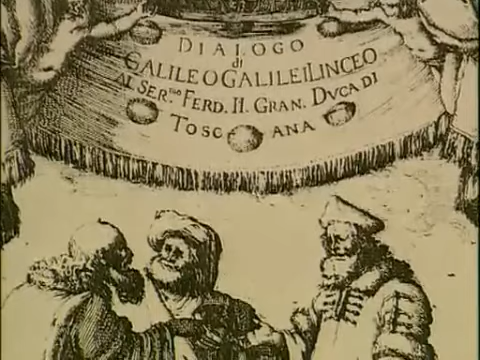 DIALOGO
di
GALILEO GALILEI LINCEO
AL SER.mo FERD. II. GRAN. DVCA DI
TOSCANA